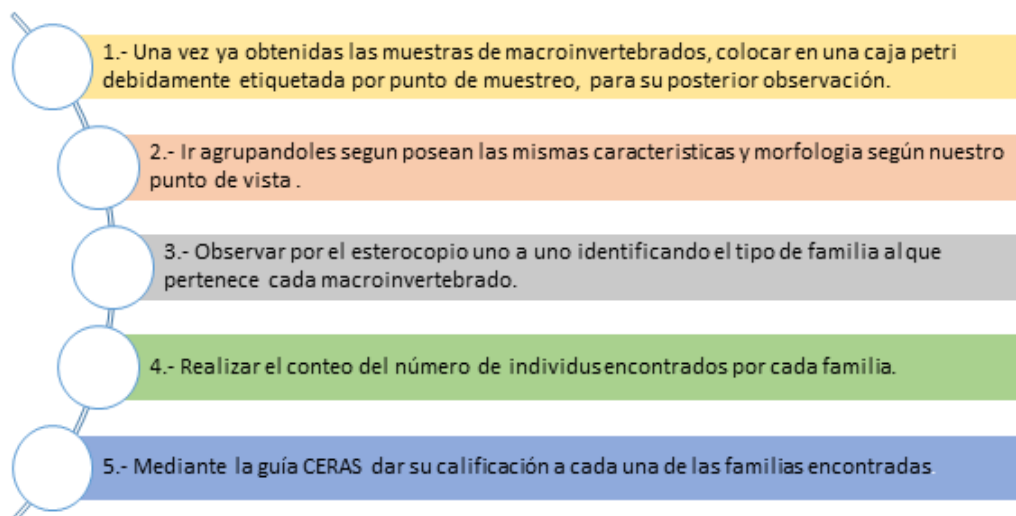 1.- Una vez ya obtenidas las muestras de macroinvertebrados, colocar en una caja petri
debidamente etiquetada por punto de muestreo, para su posterior observación.
2.- Ir agrupandoles segun posean las mismas caracteristicas y morfologia según nuestro
punto de vista .
3.- Observar por el esterocopio uno a uno identificando el tipo de familia al que
pertenece cada macroinvertebrado.
4.- Realizar el conteo del número de individus encontrados por cada familia.
5.- Mediante la guía CERAS dar su calificación a cada una de las familias encontradas.